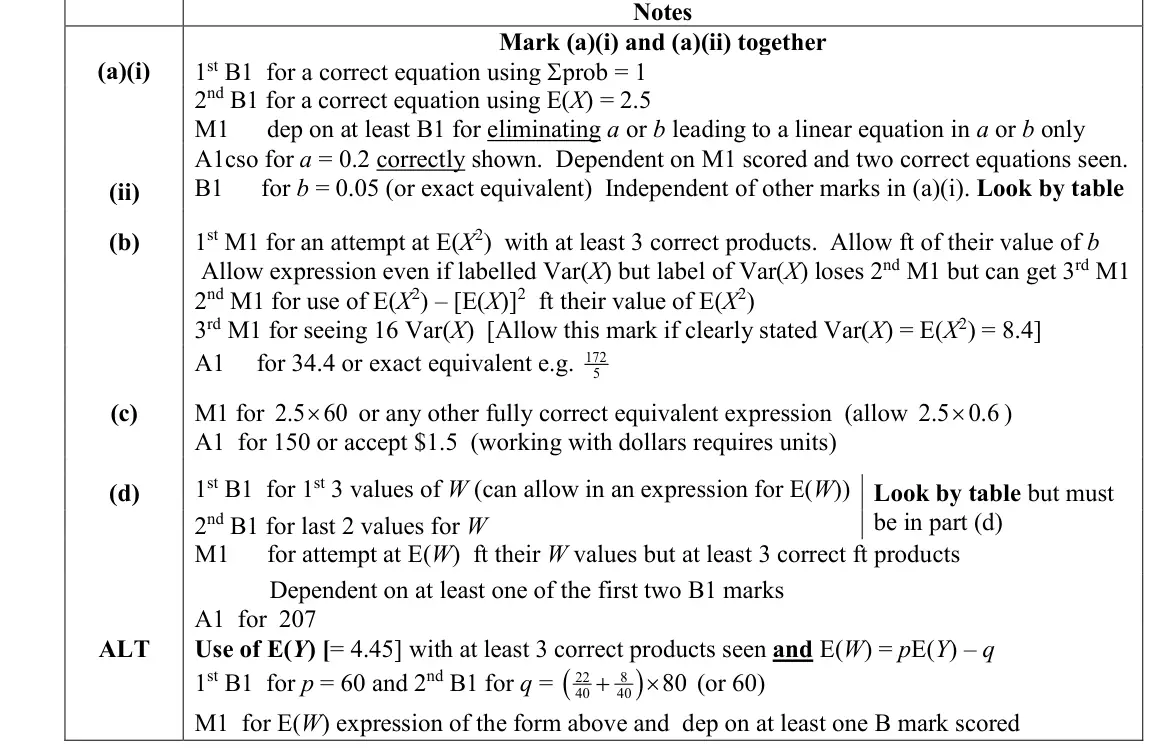 Notes
Mark (a)(i) and (a)(ii) together
(a)(i) 1st B1 for a correct equation using Σprob = 1
2nd B1 for a correct equation using E(X) = 2.5
M1 dep on at least B1 for eliminating a or b leading to a linear equation in a or b only
A1cso for a = 0.2 correctly shown. Dependent on M1 scored and two correct equations seen.
(ii) B1 for b = 0.05 (or exact equivalent) Independent of other marks in (a)(i). Look by table
(b) 1st M1 for an attempt at E(X²) with at least 3 correct products. Allow ft of their value of b
Allow expression even if labelled Var(X) but label of Var(X) loses 2nd M1 but can get 3rd M1
2nd M1 for use of E(X²) – [E(X)]² ft their value of E(X²)
3rd M1 for seeing 16 Var(X) [Allow this mark if clearly stated Var(X) = E(X²) = 8.4]
A1 for 34.4 or exact equivalent e.g. 172/5
(c) M1 for 2.5×60 or any other fully correct equivalent expression (allow 2.5×0.6 )
A1 for 150 or accept $1.5 (working with dollars requires units)
(d) 1st B1 for 1st 3 values of W (can allow in an expression for E(W))
2nd B1 for last 2 values for W
Look by table but must
be in part (d)
M1 for attempt at E(W) ft their W values but at least 3 correct ft products
Dependent on at least one of the first two B1 marks
A1 for 207
ALT Use of E(Y) [= 4.45] with at least 3 correct products seen and E(W) = pE(Y) – q
1st B1 for p = 60 and 2nd B1 for q = (22/40 + 8/40)×80 (or 60)
M1 for E(W) expression of the form above and dep on at least one B mark scored